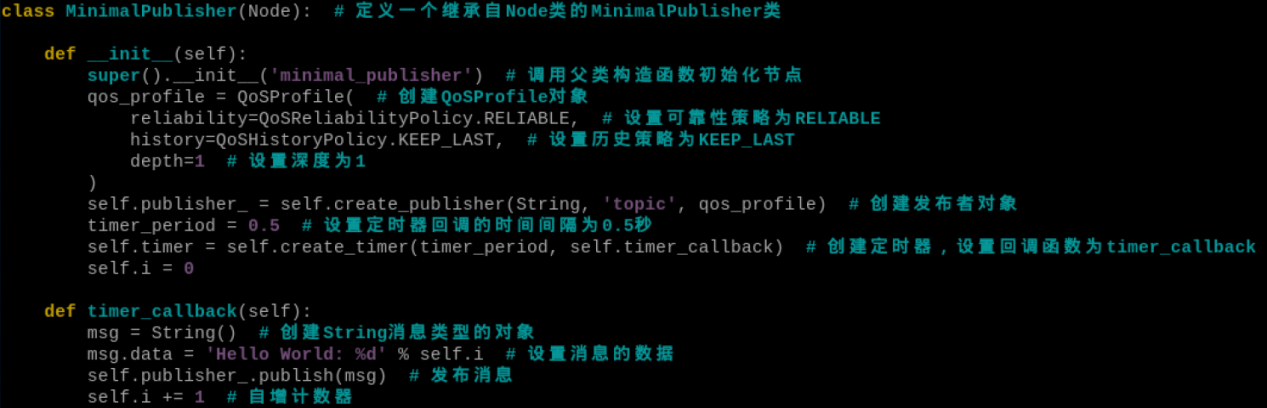 class MinimalPublisher(Node):  # 定义一个继承自Node类的MinimalPublisher类
    def __init__(self):
        super().__init__('minimal_publisher')  # 调用父类构造函数初始化节点
        qos_profile = QoSProfile(  # 创建QoSProfile对象
            reliability=QoSReliabilityPolicy.RELIABLE,  # 设置可靠性策略为RELIABLE
            history=QoSHistoryPolicy.KEEP_LAST,  # 设置历史策略为KEEP_LAST
            depth=1  # 设置深度为1
        )
        self.publisher_ = self.create_publisher(String, 'topic', qos_profile)  # 创建发布者对象
        timer_period = 0.5  # 设置定时器回调的时间间隔为0.5秒
        self.timer = self.create_timer(timer_period, self.timer_callback)  # 创建定时器，设置回调函数为timer_callback
        self.i = 0
    def timer_callback(self):
        msg = String()  # 创建String消息类型的对象
        msg.data = 'Hello World: %d' % self.i  # 设置消息的数据
        self.publisher_.publish(msg)  # 发布消息
        self.i += 1  # 自增计数器